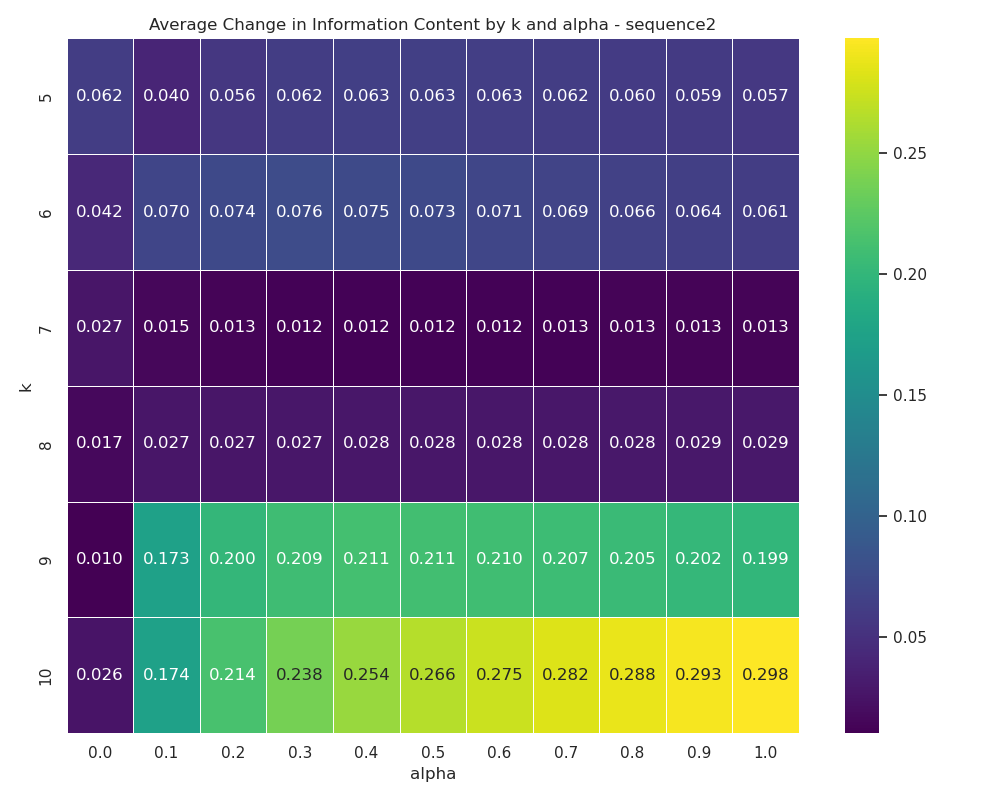 Average Change in Information Content by k and alpha - sequence2
5 0.062 0.040 0.056 0.062 0.063 0.063 0.063 0.062 0.060 0.059 0.057
6 0.042 0.070 0.074 0.076 0.075 0.073 0.071 0.069 0.066 0.064 0.061
7 0.027 0.015 0.013 0.012 0.012 0.012 0.012 0.013 0.013 0.013 0.013
k
8 0.017 0.027 0.027 0.027 0.028 0.028 0.028 0.028 0.028 0.029 0.029
9 0.010 0.173 0.200 0.209 0.211 0.211 0.210 0.207 0.205 0.202 0.199
10 0.026 0.174 0.214 0.238 0.254 0.266 0.275 0.282 0.288 0.293 0.298
0.0 0.1 0.2 0.3 0.4 0.5 0.6 0.7 0.8 0.9 1.0
alpha
0.25
0.20
0.15
0.10
0.05